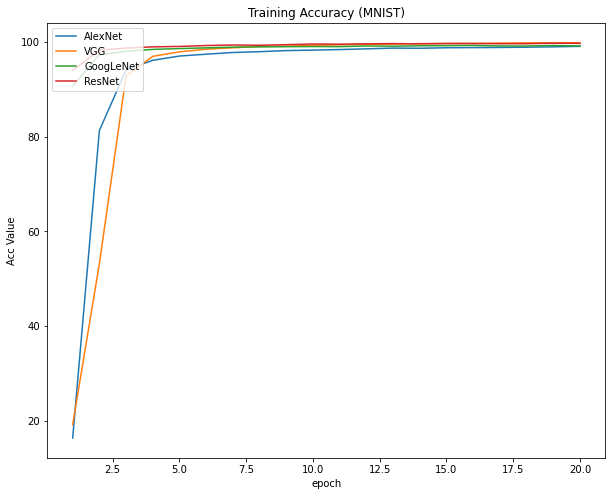 Training Accuracy (MNIST)
AlexNet
VGG
GoogLeNet
ResNet
100
80
60
40
20
Acc Value
2.5 5.0 7.5 10.0 12.5 15.0 17.5 20.0
epoch